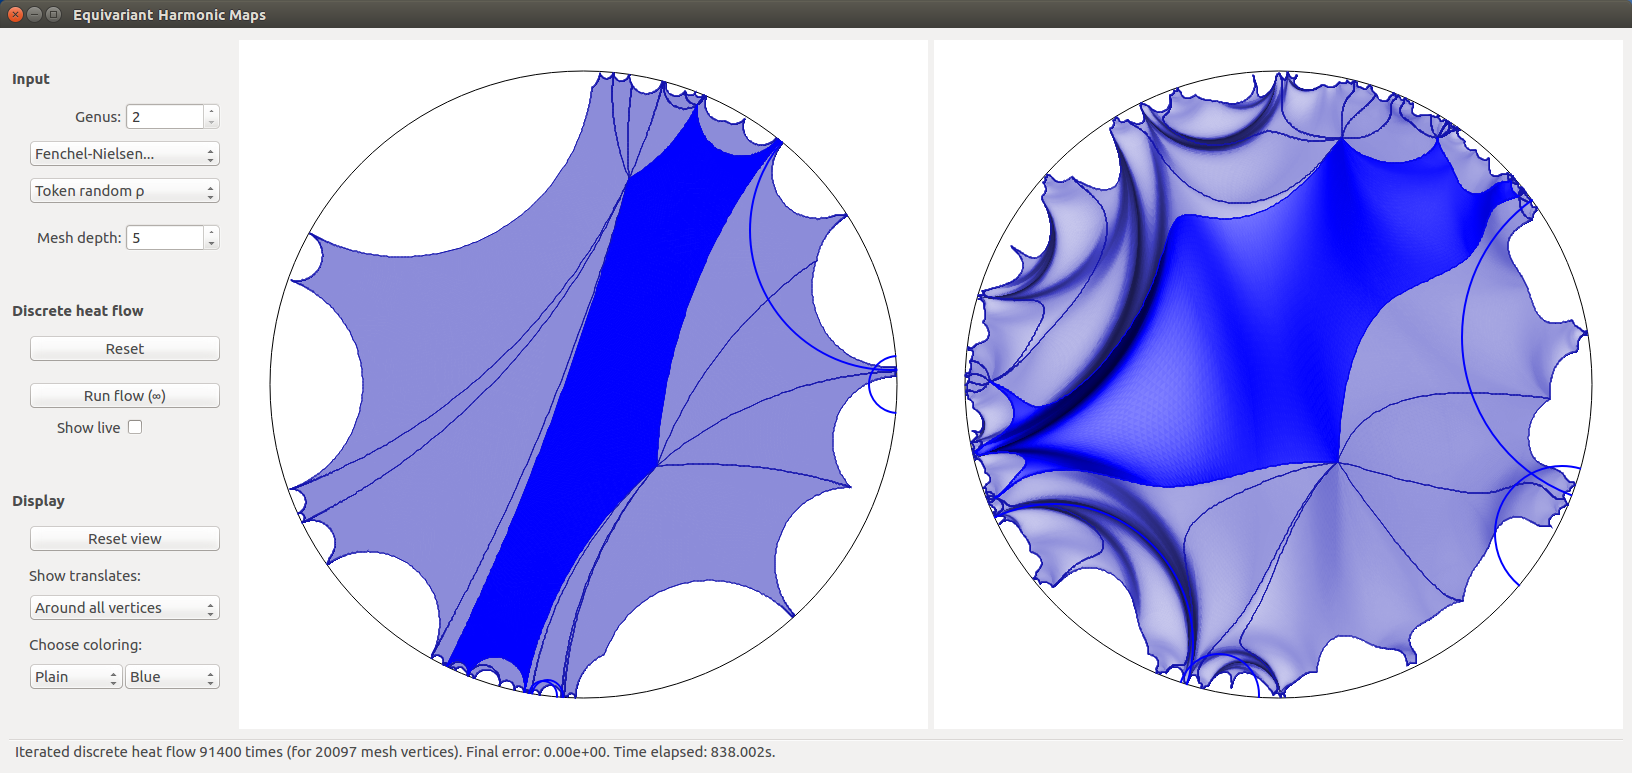 Equivariant Harmonic Maps
Input
Genus: 2
Fenchel-Nielsen...
Token random ρ
Mesh depth: 5
Discrete heat flow
Reset
Run flow (∞)
Show live
Display
Reset view
Show translates:
Around all vertices
Choose coloring:
Plain Blue
Iterated discrete heat flow 91400 times (for 20097 mesh vertices). Final error: 0.00e+00. Time elapsed: 838.002s.